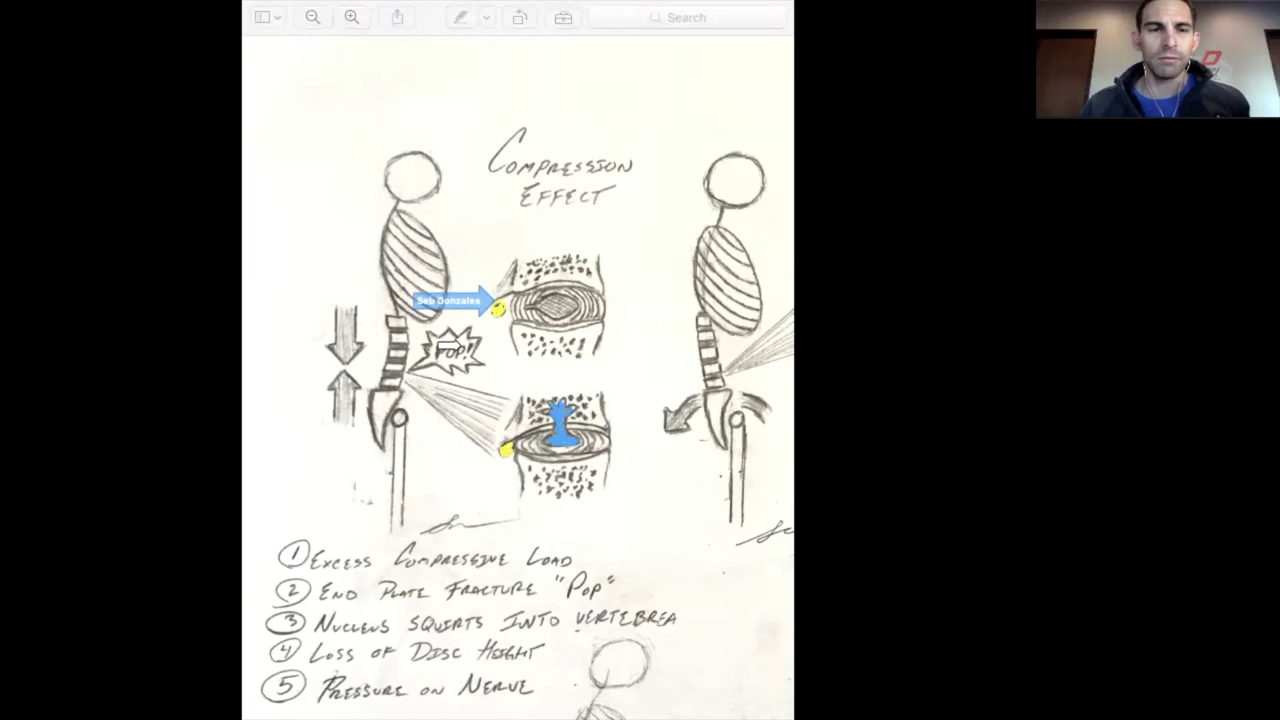 Search
COMPRESSION
EFFECT
Seb Gonzales
POP!
① EXCESS COMPRESSIVE LOAD
② END PLATE FRACTURE "POP"
③ NUCLEUS SQUIRTS INTO VERTEBREA
④ LOSS OF DISC HEIGHT
⑤ PRESSURE ON NERVE